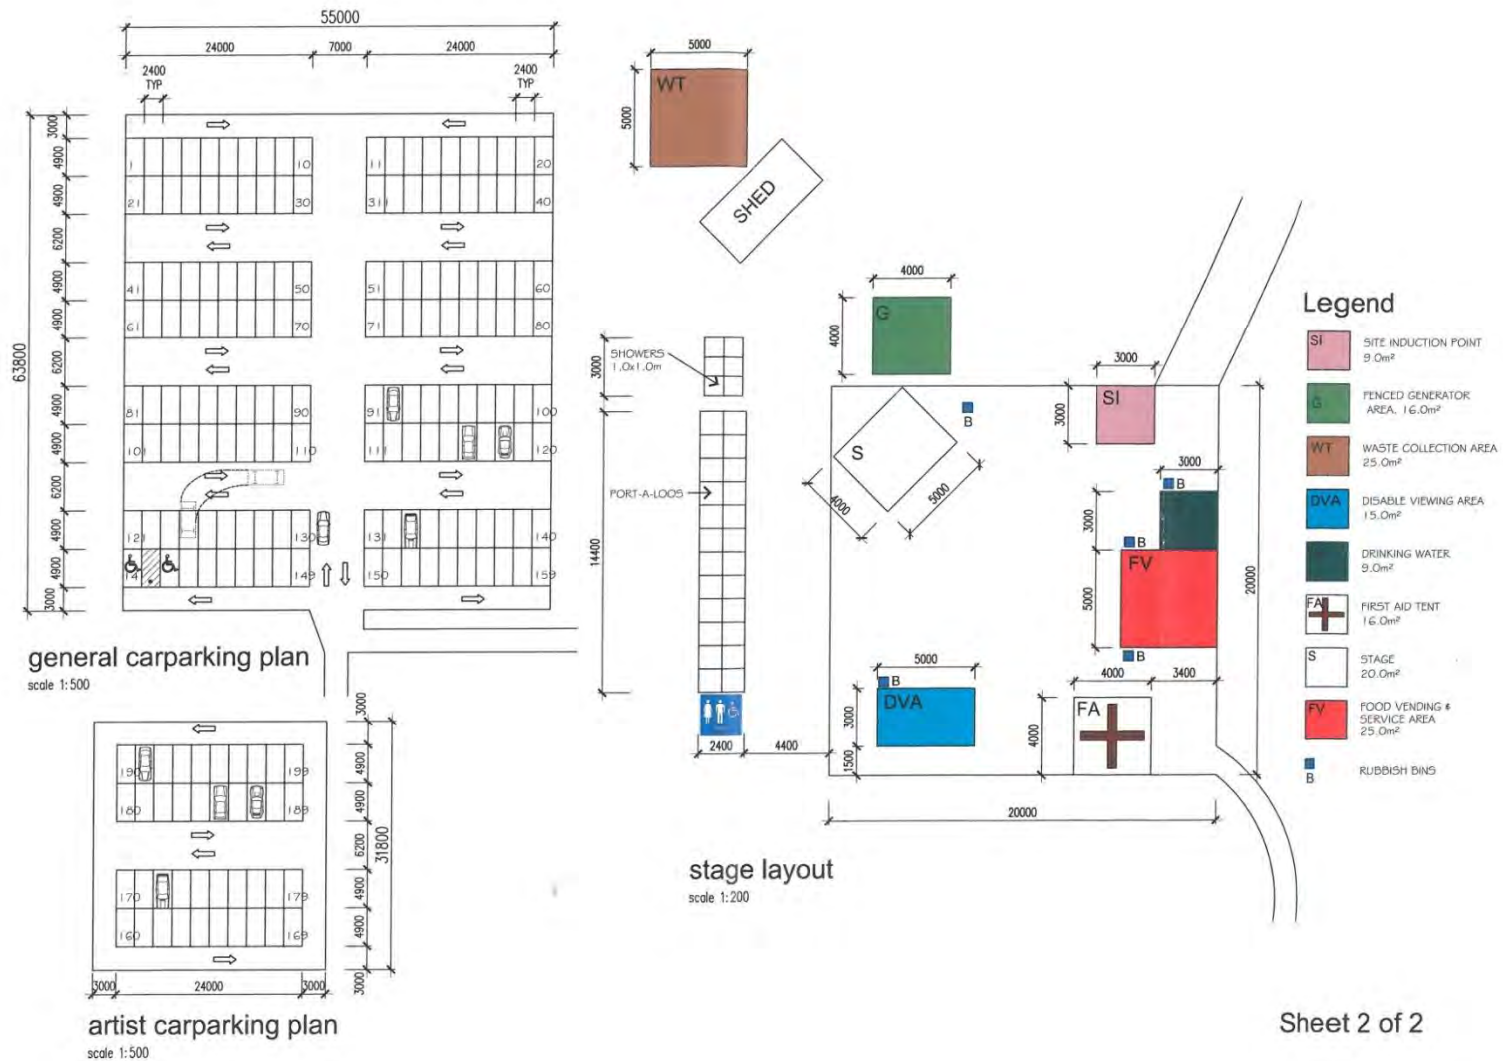 55000
24000 7000 24000
2400
TYP
2400
TYP
63800
3000
4900
4900
6200
4900
4900
6200
4900
4900
6200
4900
4900
3000
1 10 11 20
21 30 31 40
41 50 51 60
61 70 71 80
81 90 91 100
101 110 111 120
121 130 131 140
14 149 150 159
general carparking plan
scale 1:500
190 199
180 189
170 179
160 169
3000
4900
4900
6200
4900
4900
3000
31800
3000 24000 3000
artist carparking plan
scale 1:500
5000
5000
WT
SHED
4000
4000
G
SHOWERS
1.0x1.0m
3000
PORT-A-LOOS
14400
2400 4400
S
4000
5000
B
3000
3000
SI
3000
B
3000
B
FV
5000
B
20000
4000 3400
4000
FA
5000
B
DVA
3000
1500
20000
stage layout
scale 1:200
Legend
SI SITE INDUCTION POINT
9.0m²
G FENCED GENERATOR
AREA, 16.0m²
WT WASTE COLLECTION AREA
25.0m²
DVA DISABLE VIEWING AREA
15.0m²
DRINKING WATER
9.0m²
FA FIRST AID TENT
16.0m²
S STAGE
20.0m²
FV FOOD VENDING &
SERVICE AREA
25.0m²
B RUBBISH BINS
Sheet 2 of 2